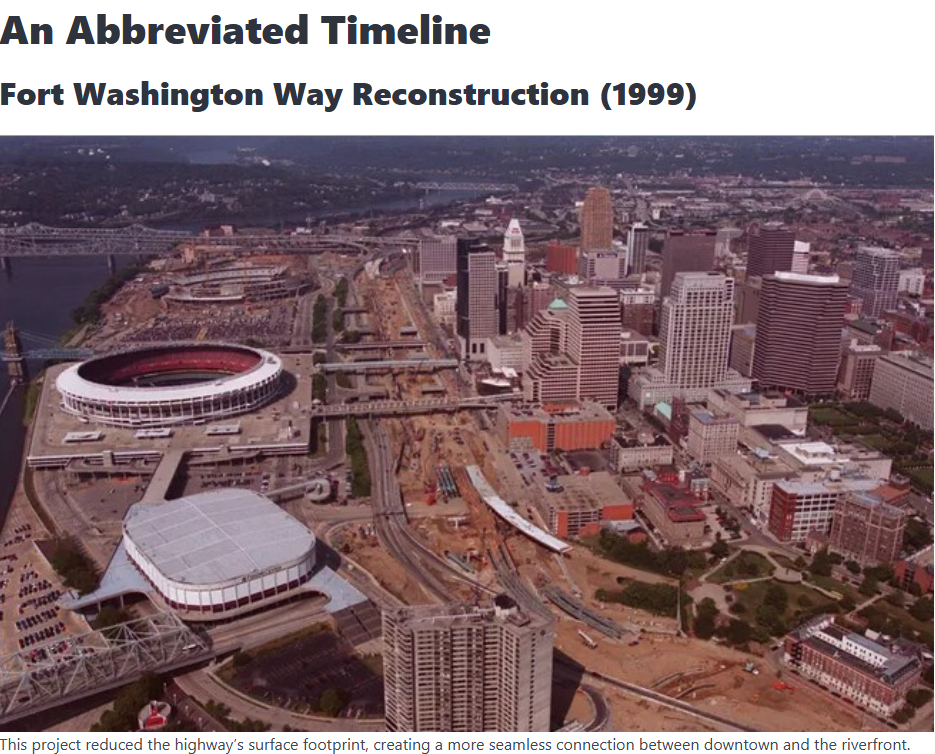 An Abbreviated Timeline
Fort Washington Way Reconstruction (1999)
This project reduced the highway’s surface footprint, creating a more seamless connection between downtown and the riverfront.